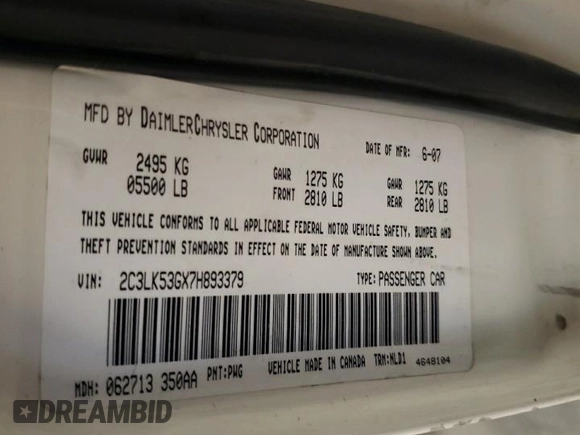 MFD BY DAIMLERCHRYSLER CORPORATION
DATE OF MFR: 6-07
GVWR 2495 KG 05500 LB
GAWR FRONT 1275 KG 2810 LB
GAWR REAR 1275 KG 2810 LB
THIS VEHICLE CONFORMS TO ALL APPLICABLE FEDERAL MOTOR VEHICLE SAFETY, BUMPER AND
THEFT PREVENTION STANDARDS IN EFFECT ON THE DATE OF MANUFACTURE SHOWN ABOVE.
VIN: 2C3LK53GX7H893379 TYPE: PASSENGER CAR
MDH: 062713 350AA PNT:PW6 VEHICLE MADE IN CANADA TRM:NLD1 4648104
DREAMBID